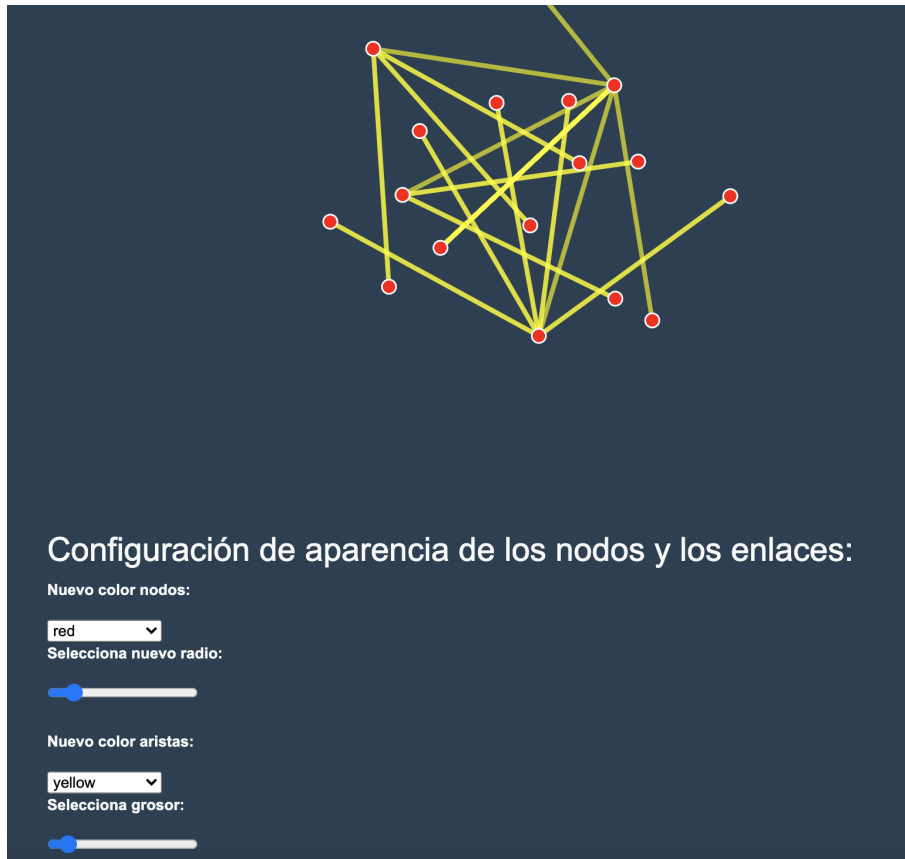 Configuración de aparencia de los nodos y los enlaces:
Nuevo color nodos:
red
Selecciona nuevo radio:
Nuevo color aristas:
yellow
Selecciona grosor: